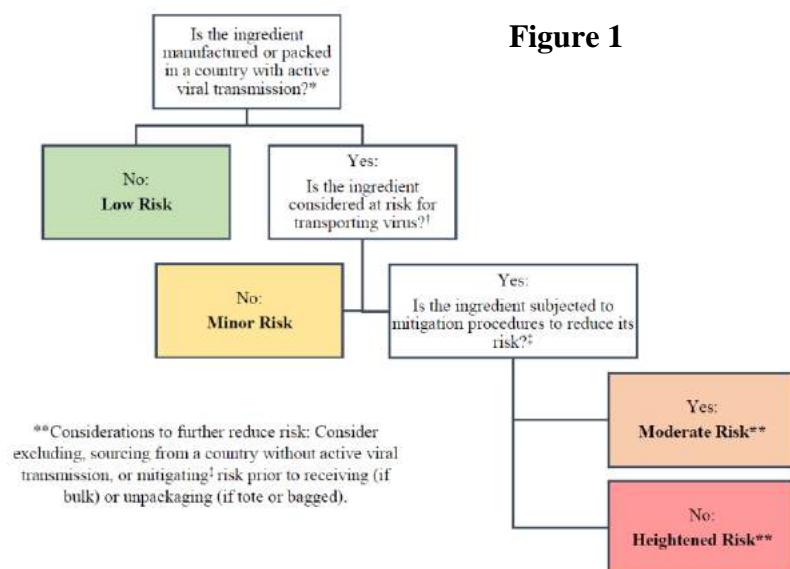 Figure 1
Is the ingredient
manufactured or packed
in a country with active
viral transmission?*
No:
Low Risk
Yes:
Is the ingredient
considered at risk for
transporting virus?†
No:
Minor Risk
Yes:
Is the ingredient subjected to
mitigation procedures to reduce its
risk?‡
Yes:
Moderate Risk**
No:
Heightened Risk**
**Considerations to further reduce risk: Consider
excluding, sourcing from a country without active viral
transmission, or mitigating‡ risk prior to receiving (if
bulk) or unpackaging (if tote or bagged).